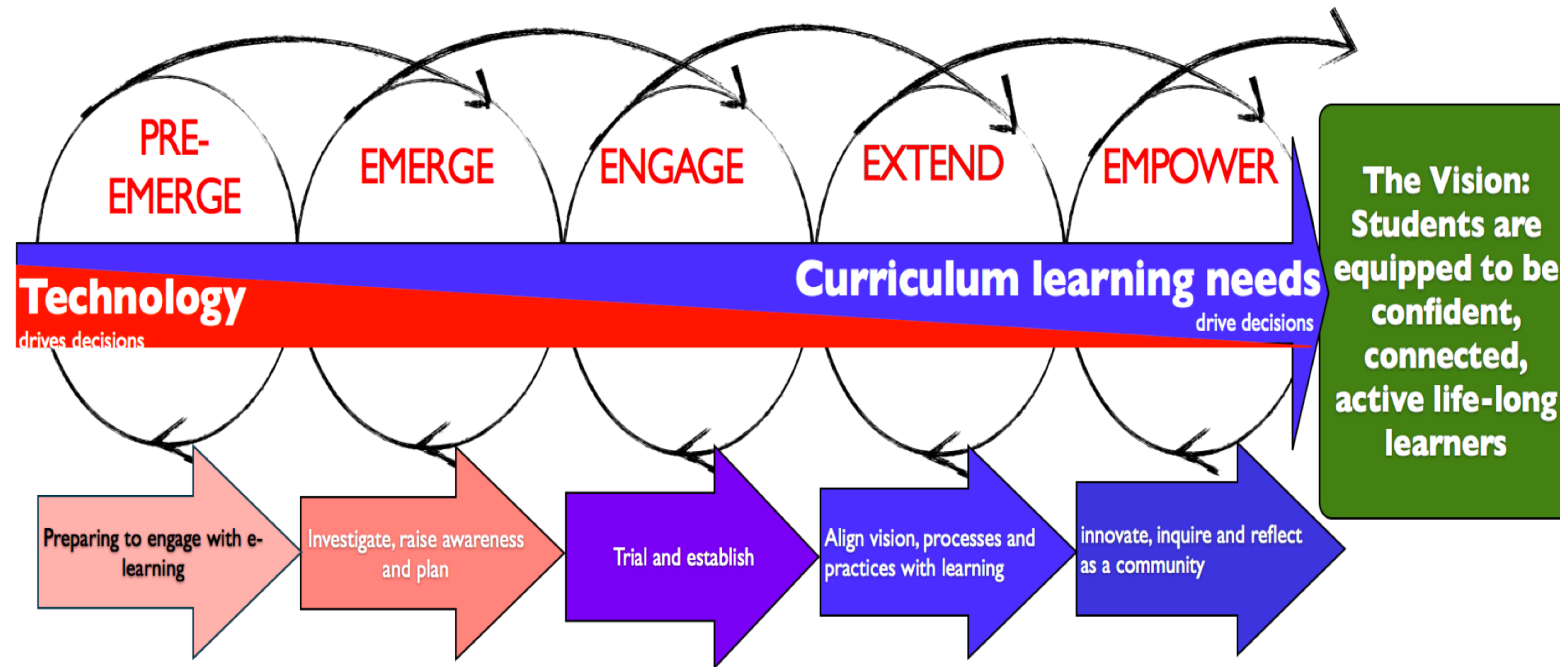 PRE-
EMERGE
EMERGE
ENGAGE
EXTEND
EMPOWER
Technology
drives decisions
Curriculum learning needs
drive decisions
The Vision:
Students are
equipped to be
confident,
connected,
active life-long
learners
Preparing to engage with e-
learning
Investigate, raise awareness
and plan
Trial and establish
Align vision, processes and
practices with learning
innovate, inquire and reflect
as a community